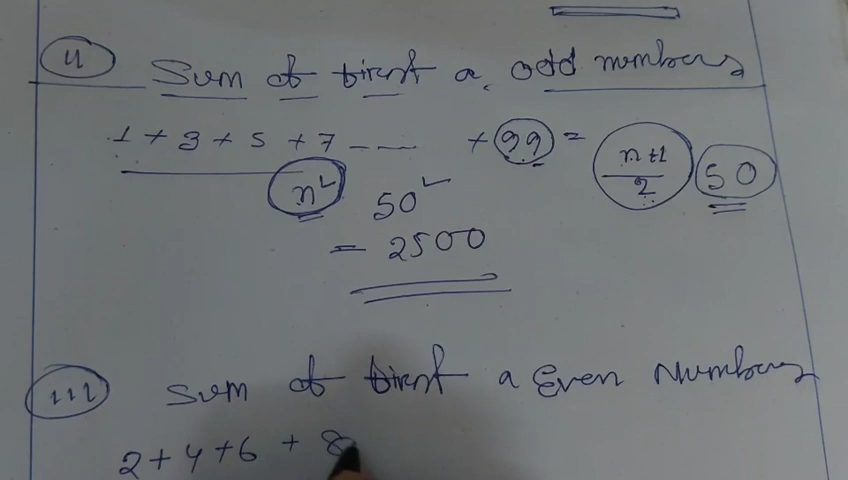 ii Sum of first n odd numbers
1 + 3 + 5 + 7 ---- + 99 = n+1/2 50
n² 50²
= 2500
iii Sum of first n Even Numbers
2 + 4 + 6 + 8